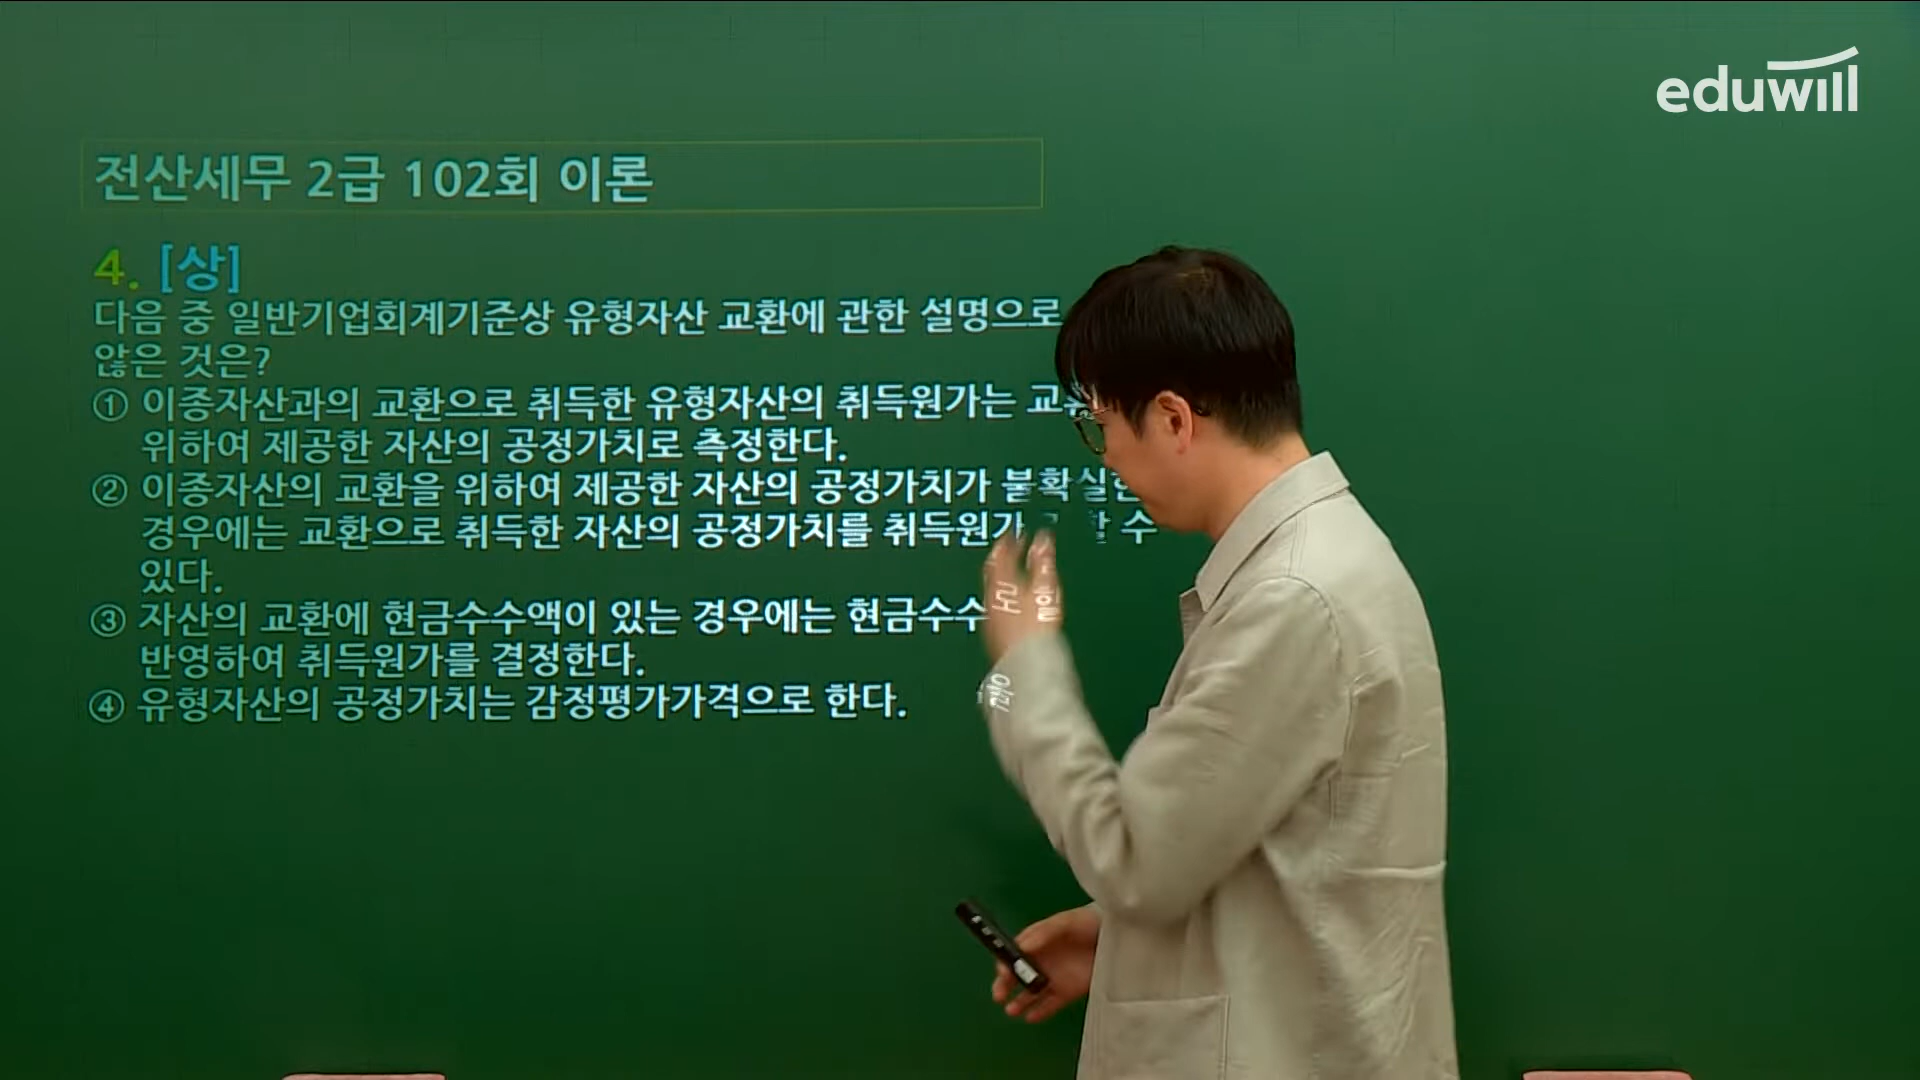 eduwill
전산세무 2급 102회 이론
4. [상]
다음 중 일반기업회계기준상 유형자산 교환에 관한 설명으로
않은 것은?
① 이종자산과의 교환으로 취득한 유형자산의 취득원가는
위하여 제공한 자산의 공정가치로 측정한다.
② 이종자산의 교환을 위하여 제공한 자산의 공정가치가 불확실한
경우에는 교환으로 취득한 자산의 공정가치를 취득원가로 할 수
있다.
③ 자산의 교환에 현금수수액이 있는 경우에는 현금수수
반영하여 취득원가를 결정한다.
④ 유형자산의 공정가치는 감정평가가격으로 한다.